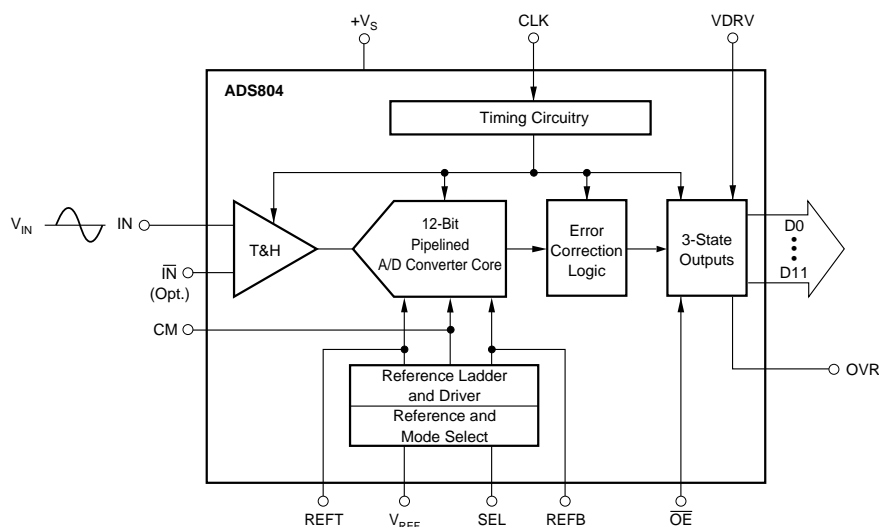 +VS
CLK
VDRV
ADS804
Timing Circuitry
VIN
IN
T&H
12-Bit
Pipelined
A/D Converter Core
Error
Correction
Logic
3-State
Outputs
D0
D11
IN
(Opt.)
CM
Reference Ladder
and Driver
Reference and
Mode Select
OVR
REFT
VREF
SEL
REFB
OE